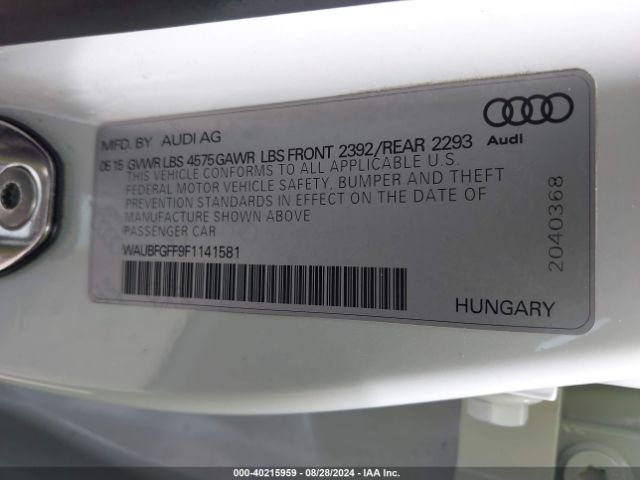 MFD. BY AUDI AG
06 15 GVWR LBS 4575 GAWR LBS FRONT 2392/REAR 2293
THIS VEHICLE CONFORMS TO ALL APPLICABLE U.S.
FEDERAL MOTOR VEHICLE SAFETY, BUMPER AND THEFT
PREVENTION STANDARDS IN EFFECT ON THE DATE OF
MANUFACTURE SHOWN ABOVE
PASSENGER CAR
WAUBFGFF9F1141581
Audi
2040368
HUNGARY
000-40215959 - 08/28/2024 - IAA Inc.